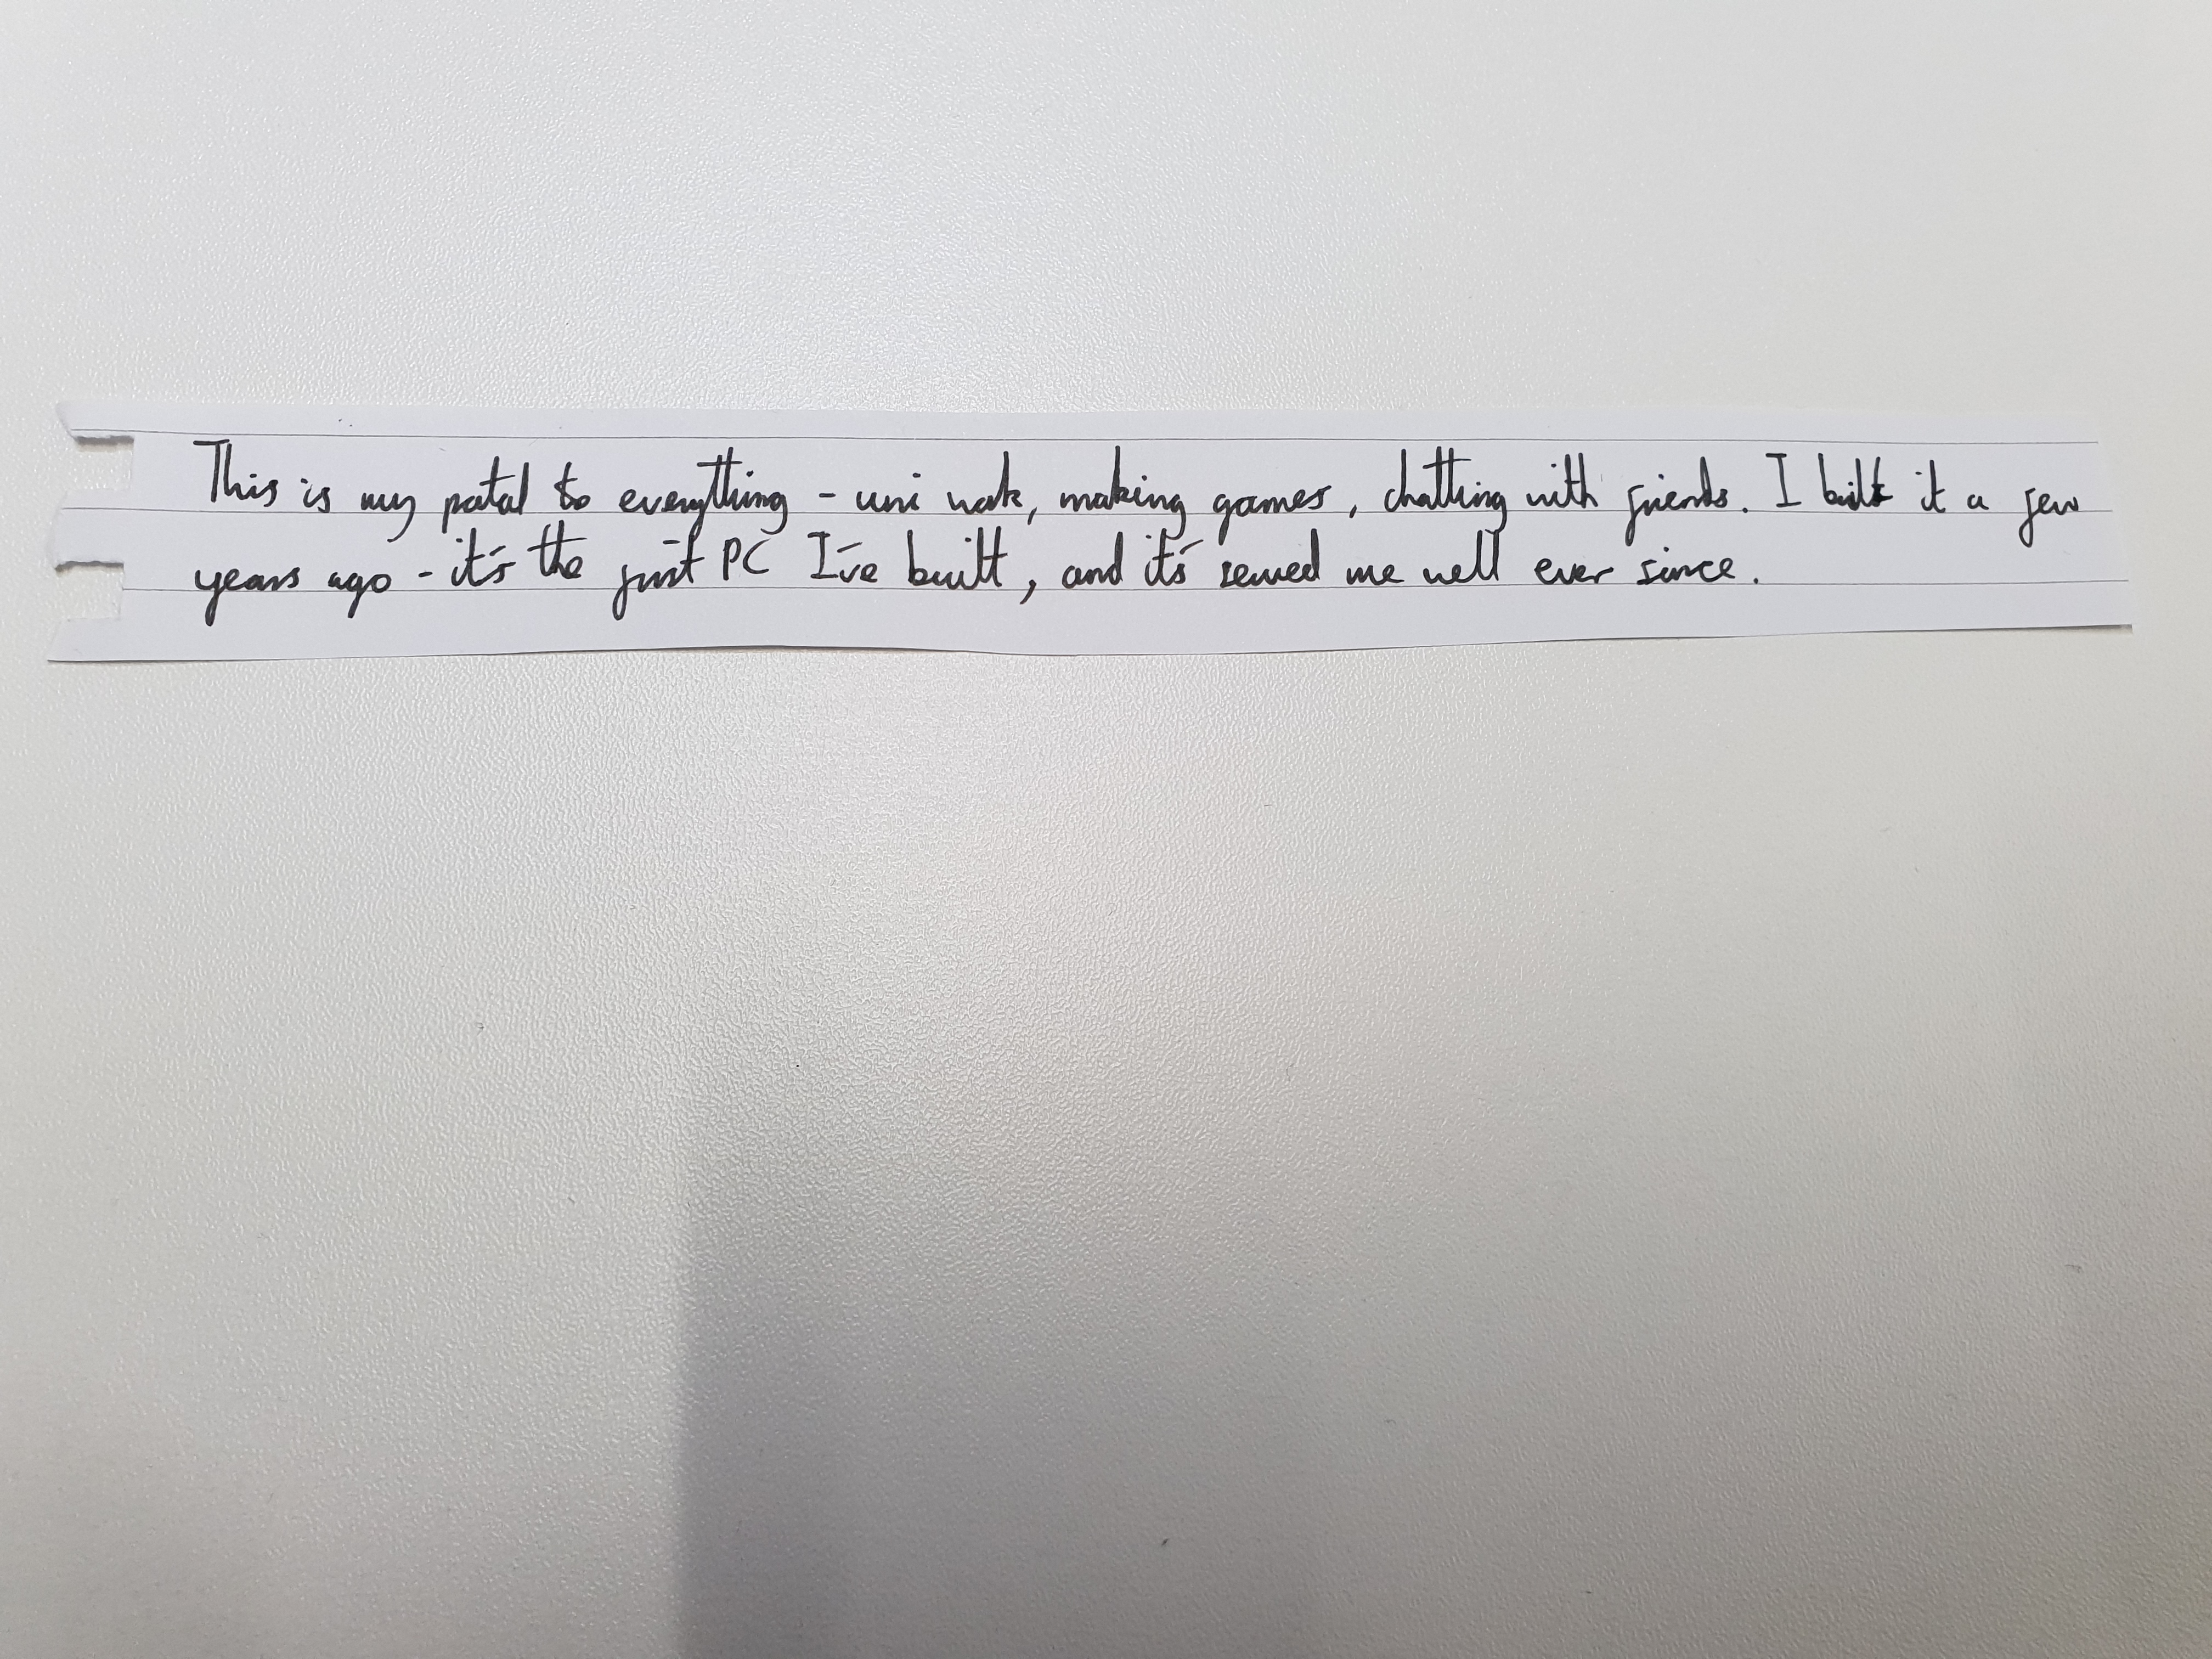 This is my portal to everything - uni work, making games, chatting with friends. I built it a few
years ago - it's the first PC I've built, and it's served me well ever since.